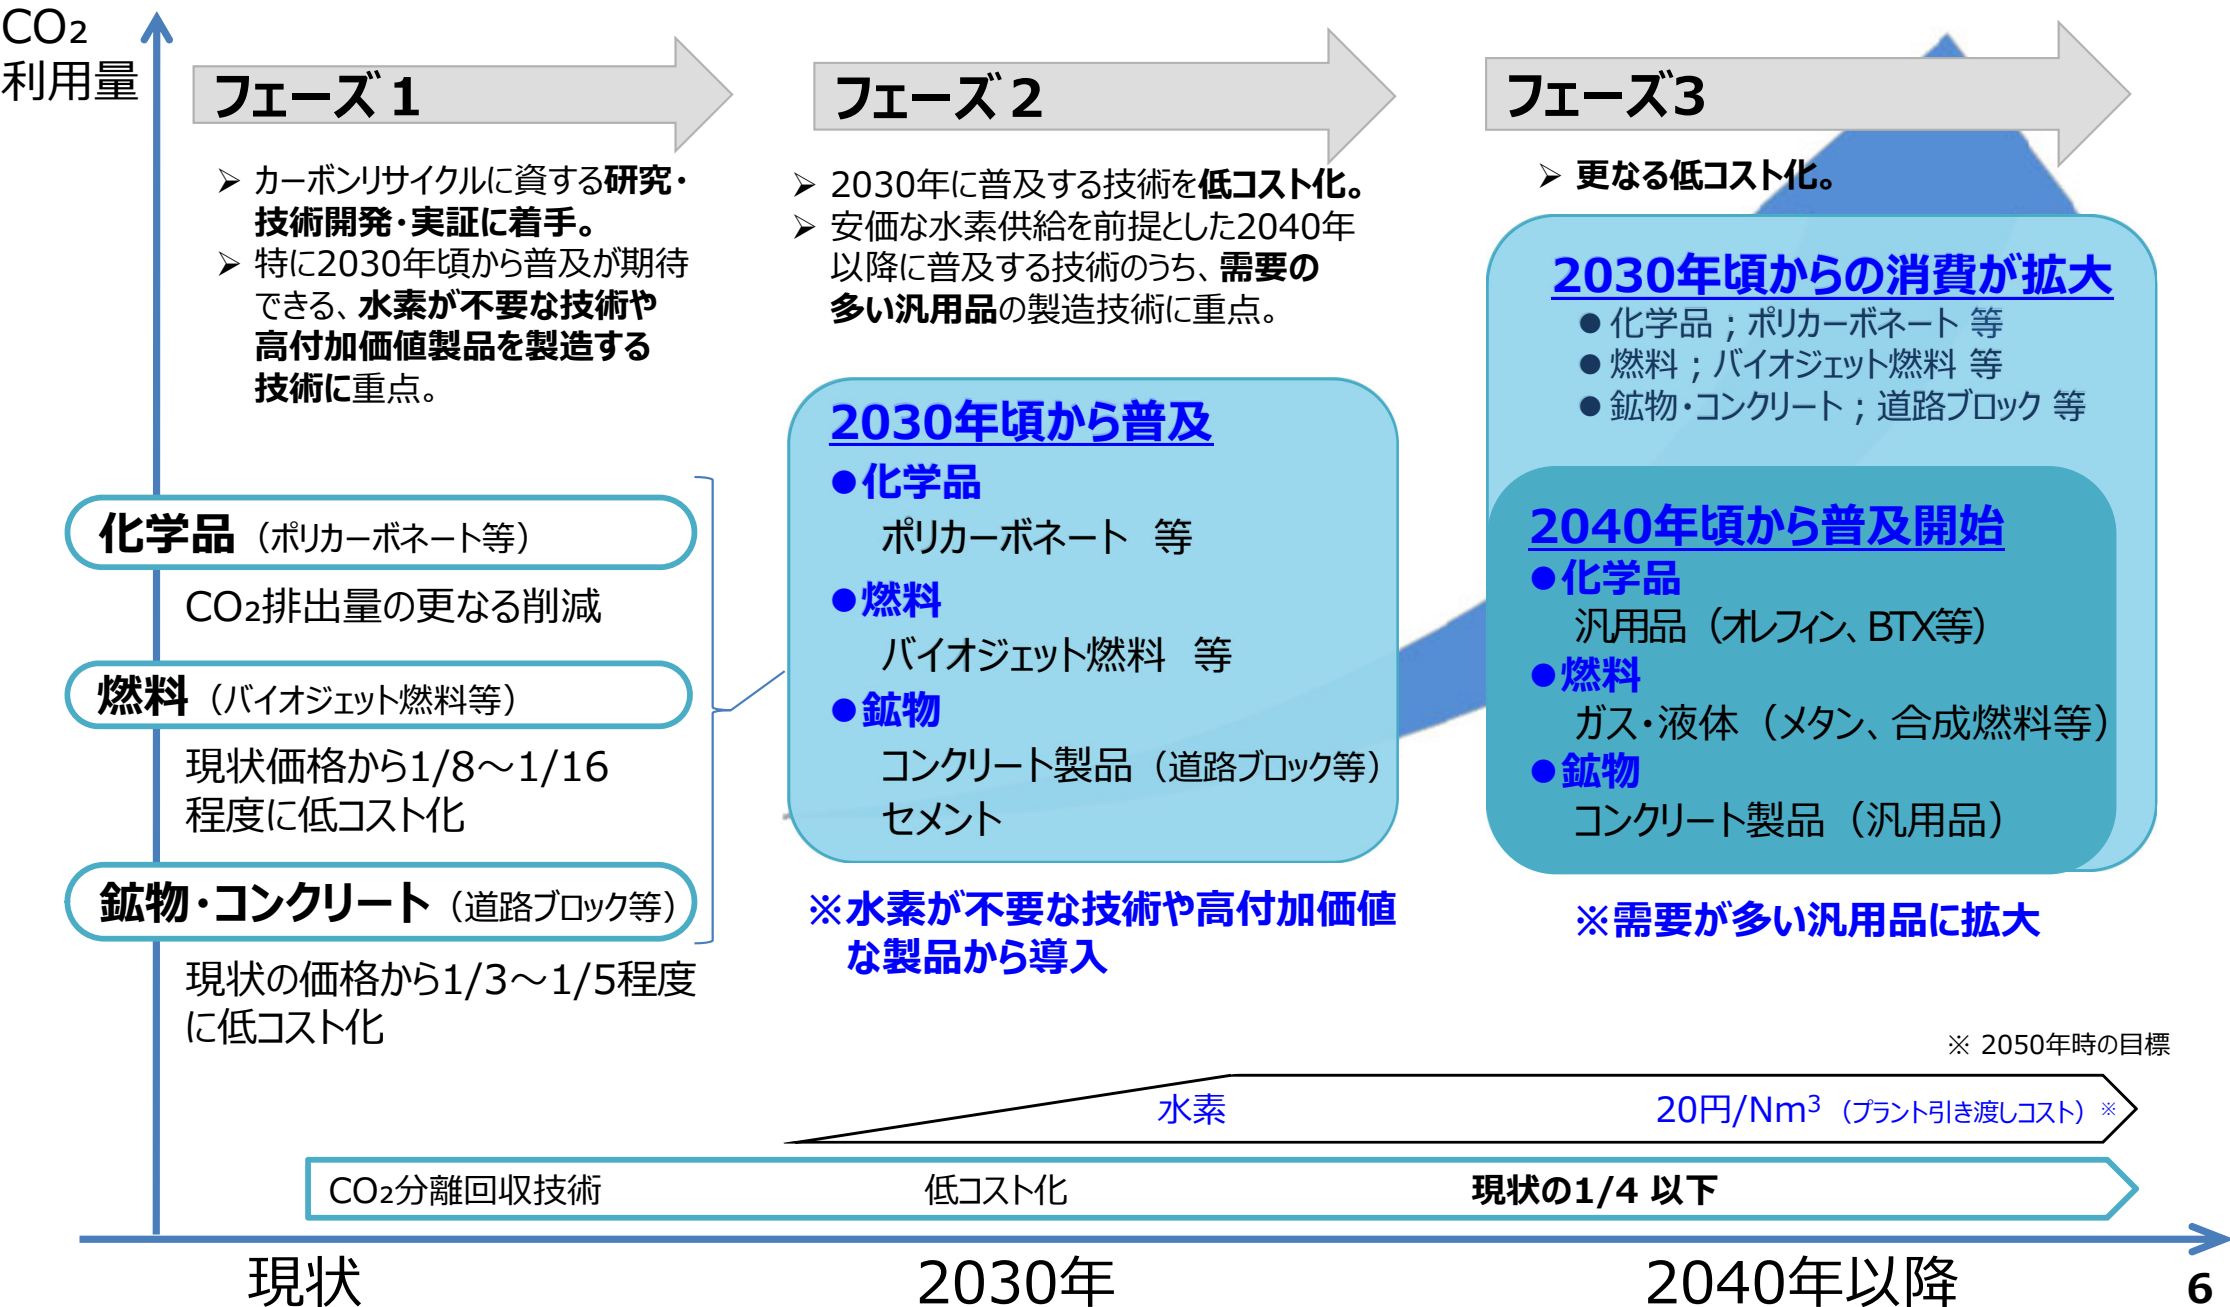 CO₂
利用量
フェーズ１
➢ カーボンリサイクルに資する研究・
技術開発・実証に着手。
➢ 特に2030年頃から普及が期待
できる、水素が不要な技術や
高付加価値製品を製造する
技術に重点。
化学品（ポリカーボネート等）
CO₂排出量の更なる削減
燃料（バイオジェット燃料等）
現状価格から1/8～1/16
程度に低コスト化
鉱物・コンクリート（道路ブロック等）
現状の価格から1/3～1/5程度
に低コスト化
フェーズ２
➢ 2030年に普及する技術を低コスト化。
➢ 安価な水素供給を前提とした2040年
以降に普及する技術のうち、需要の
多い汎用品の製造技術に重点。
2030年頃から普及
●化学品
ポリカーボネート 等
●燃料
バイオジェット燃料 等
●鉱物
コンクリート製品（道路ブロック等）
セメント
※水素が不要な技術や高付加価値
な製品から導入
フェーズ3
➢ 更なる低コスト化。
2030年頃からの消費が拡大
●化学品；ポリカーボネート 等
●燃料；バイオジェット燃料 等
●鉱物・コンクリート；道路ブロック 等
2040年頃から普及開始
●化学品
汎用品（オレフィン、BTX等）
●燃料
ガス・液体（メタン、合成燃料等）
●鉱物
コンクリート製品（汎用品）
※需要が多い汎用品に拡大
※ 2050年時の目標
水素 20円/Nm³（プラント引き渡しコスト）※
CO₂分離回収技術 低コスト化 現状の1/4 以下
現状 2030年 2040年以降
6